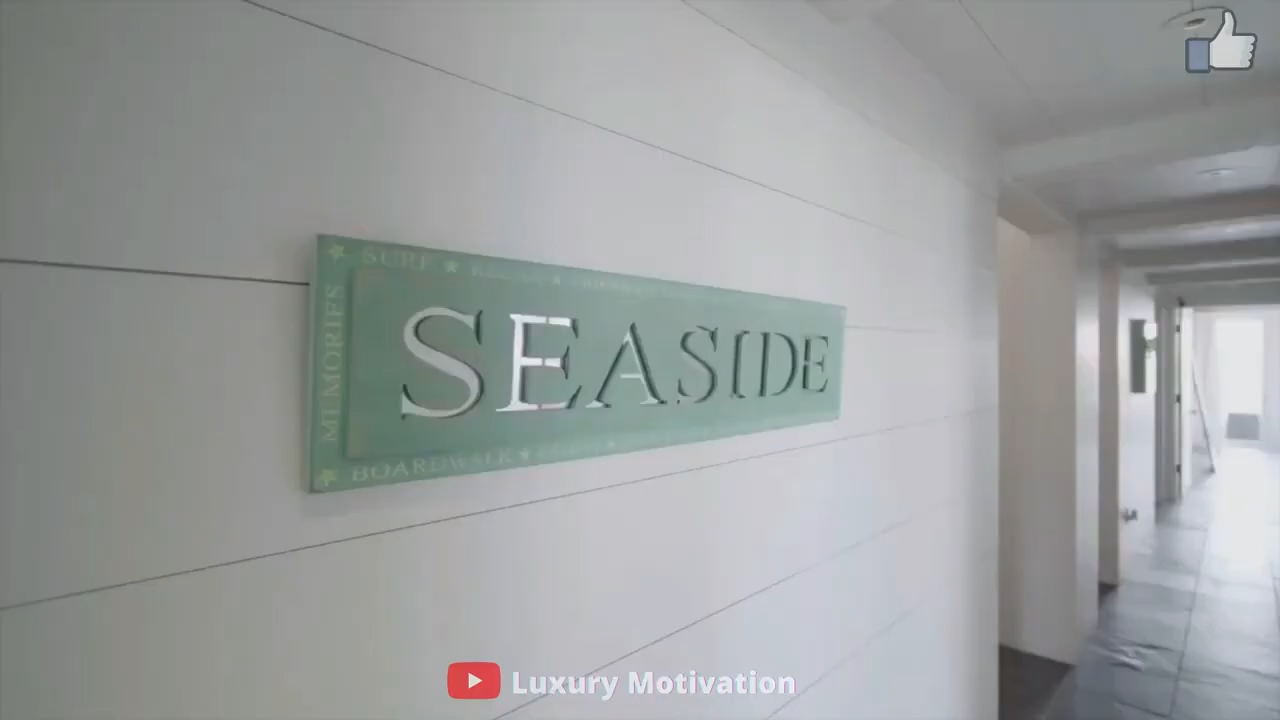 ★ SURF ★
MEMORIES
SEASIDE
★ BOARDWALK ★
Luxury Motivation